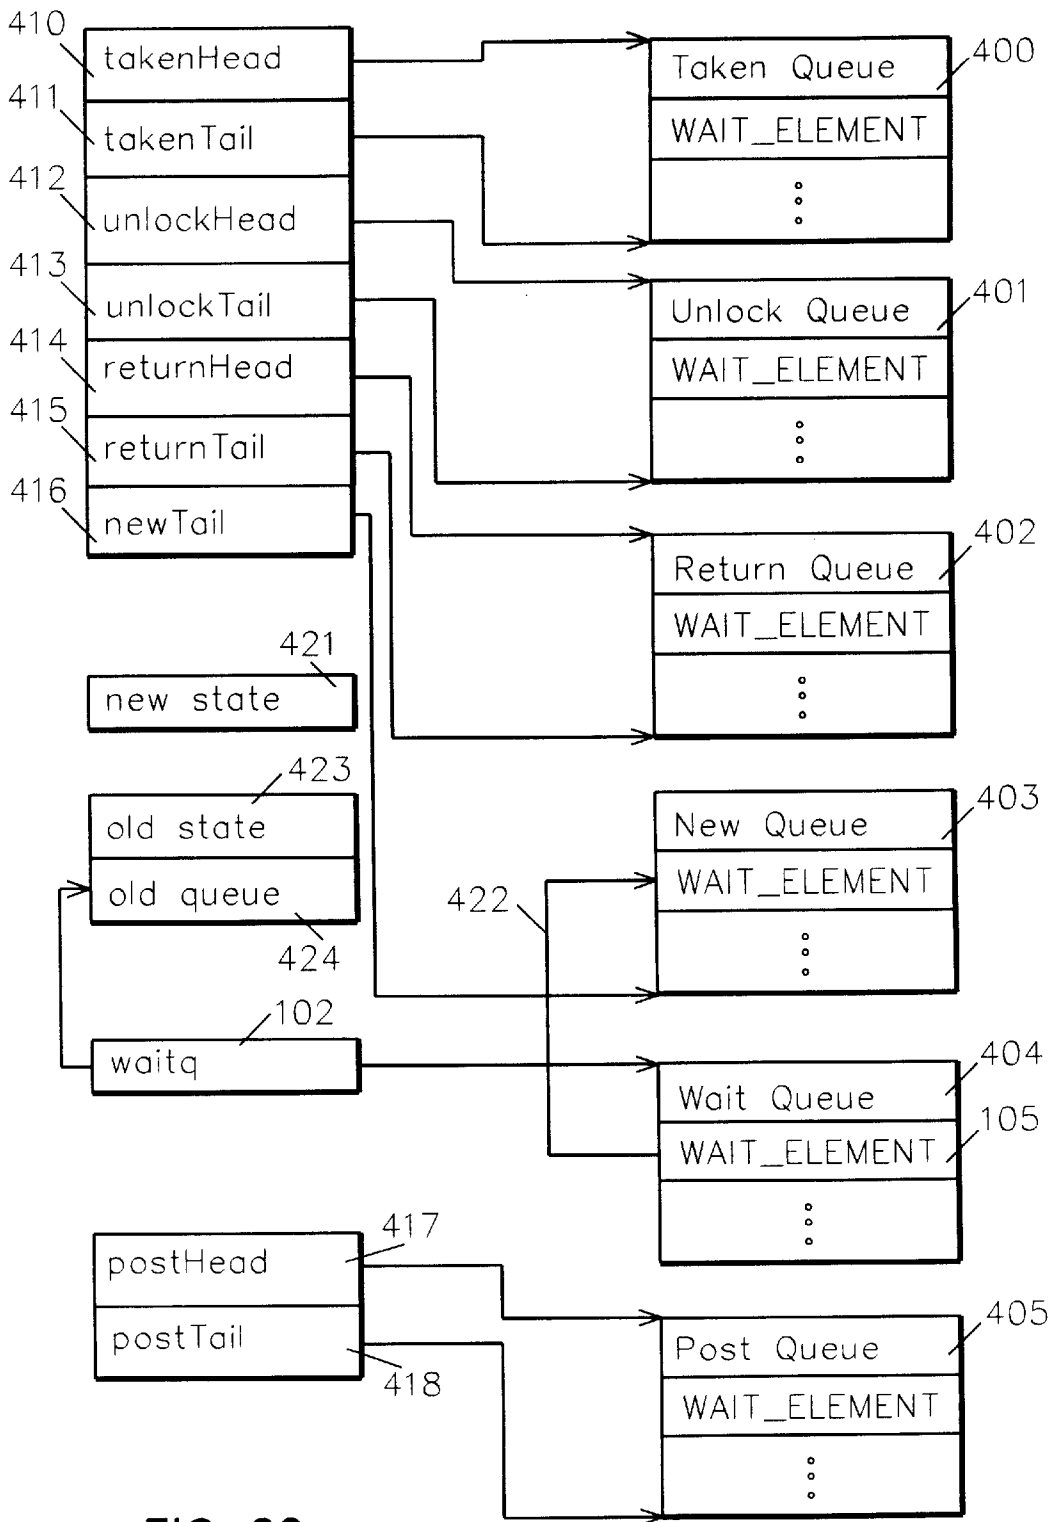 410
takenHead
411
takenTail
412
unlockHead
413
unlockTail
414
returnHead
415
returnTail
416
newTail
Taken Queue
400
WAIT_ELEMENT
Unlock Queue
401
WAIT_ELEMENT
Return Queue
402
WAIT_ELEMENT
421
new state
423
old state
old queue
424
New Queue
403
WAIT_ELEMENT
422
102
waitq
Wait Queue
404
WAIT_ELEMENT
105
417
postHead
postTail
418
Post Queue
405
WAIT_ELEMENT